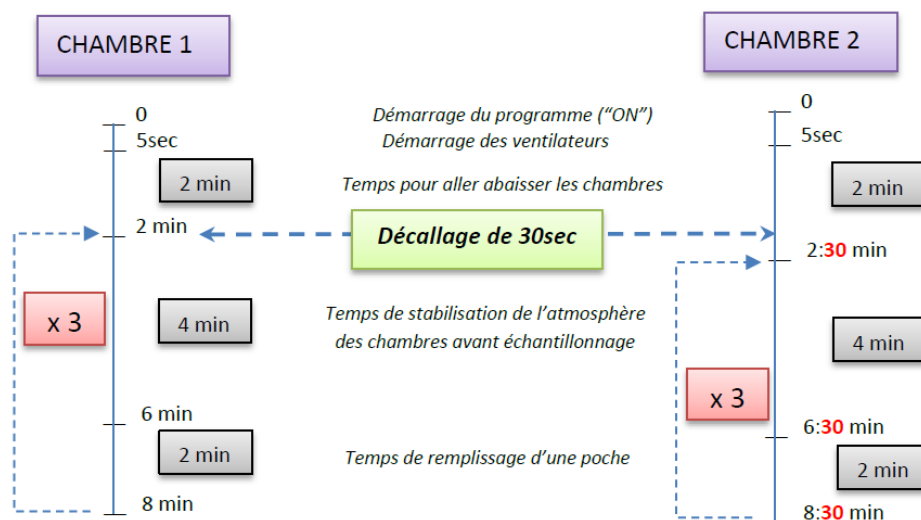 CHAMBRE 1
CHAMBRE 2
0
0
Démarrage du programme (“ON”)
5sec
Démarrage des ventilateurs
5sec
2 min
Temps pour aller abaisser les chambres
2 min
2 min
Décallage de 30sec
2:30 min
x 3
4 min
Temps de stabilisation de l’atmosphère
des chambres avant échantillonnage
4 min
x 3
6 min
6:30 min
2 min
Temps de remplissage d’une poche
2 min
8 min
8:30 min